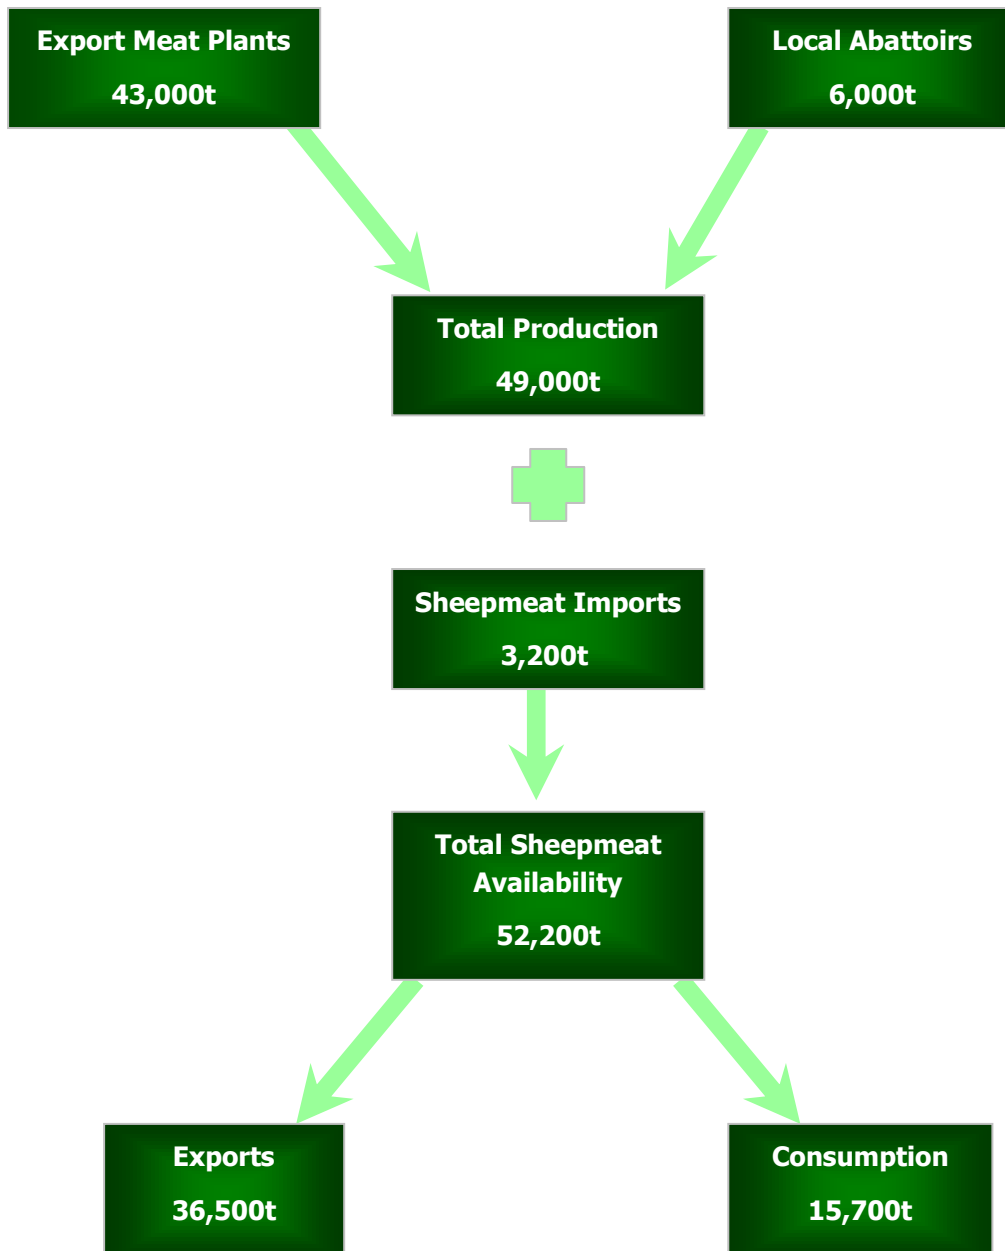 Export Meat Plants
43,000t
Local Abattoirs
6,000t
Total Production
49,000t
Sheepmeat Imports
3,200t
Total Sheepmeat
Availability
52,200t
Exports
36,500t
Consumption
15,700t